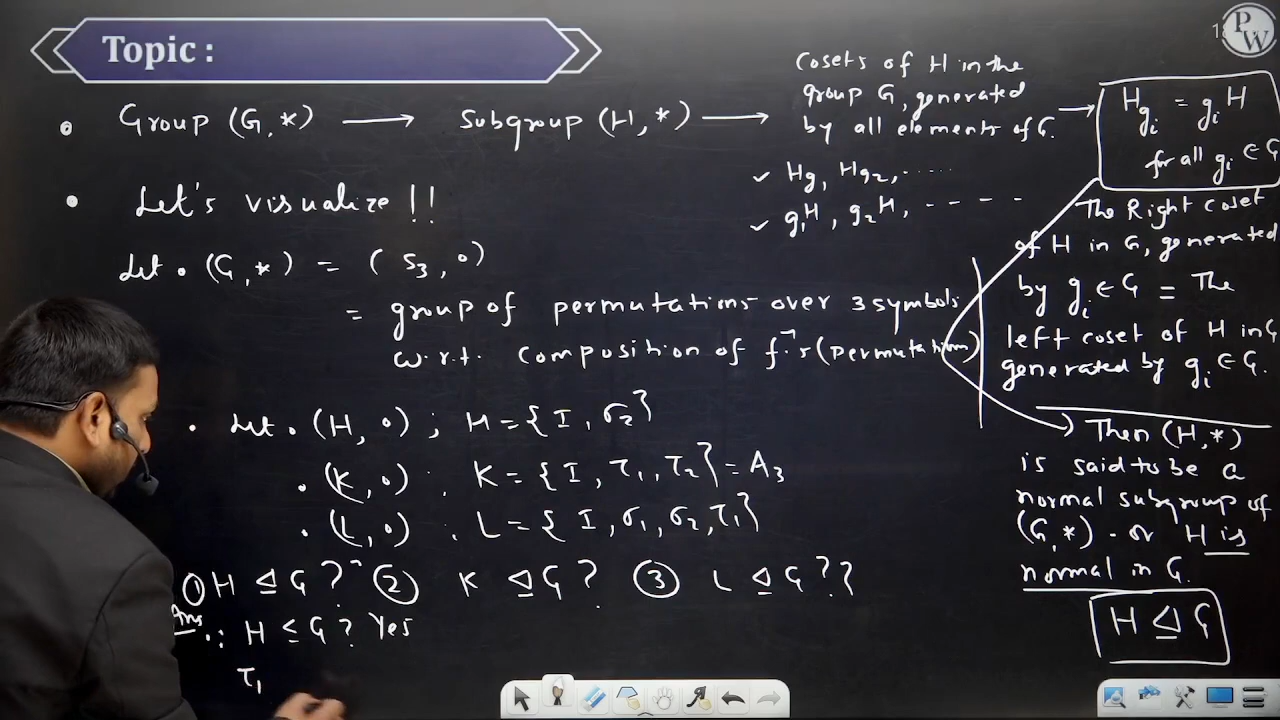 Topic :
• Group (G,*) ⟶ Subgroup (H,*) ⟶
Cosets of H in the
group G, generated
by all elements of G.
✓ Hg, Hg₂, .....
✓ g₁H, g₂H, - - - -
→ Hgᵢ = gᵢH
for all gᵢ ∈ G
• Let's visualize !!
Let • (G,*) = (S₃, o)
= group of permutations over 3 symbols
w.r.t. composition of fⁿs (permutations)
The Right coset
of H in G, generated
by gᵢ ∈ G = The
left coset of H in G
generated by gᵢ ∈ G.
→ Then (H,*)
is said to be a
normal subgroup of
(G,*) - or H is
normal in G.
H ⊴ G
• Let • (H, o) ; H = {I, σ₂}
• (K, o) : K = {I, τ₁, τ₂} = A₃
• (L, o) : L = {I, σ₁, σ₂, τ₁}
① H ⊴ G ? ② K ⊴ G ? ③ L ⊴ G ??
Ans
∴ H ≤ G ? Yes
τ₁
PW